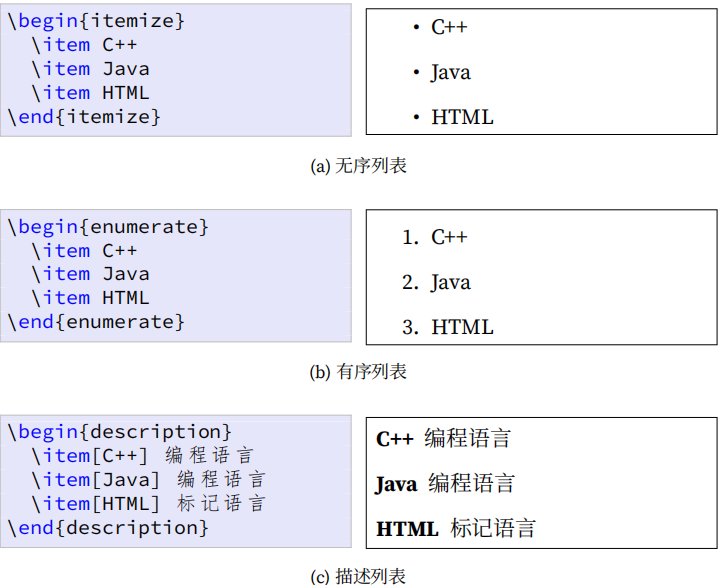 \begin{itemize}
\item C++
\item Java
\item HTML
\end{itemize}
• C++
• Java
• HTML
(a) 无序列表
\begin{enumerate}
\item C++
\item Java
\item HTML
\end{enumerate}
1. C++
2. Java
3. HTML
(b) 有序列表
\begin{description}
\item[C++] 编程语言
\item[Java] 编程语言
\item[HTML] 标记语言
\end{description}
C++ 编程语言
Java 编程语言
HTML 标记语言
(c) 描述列表